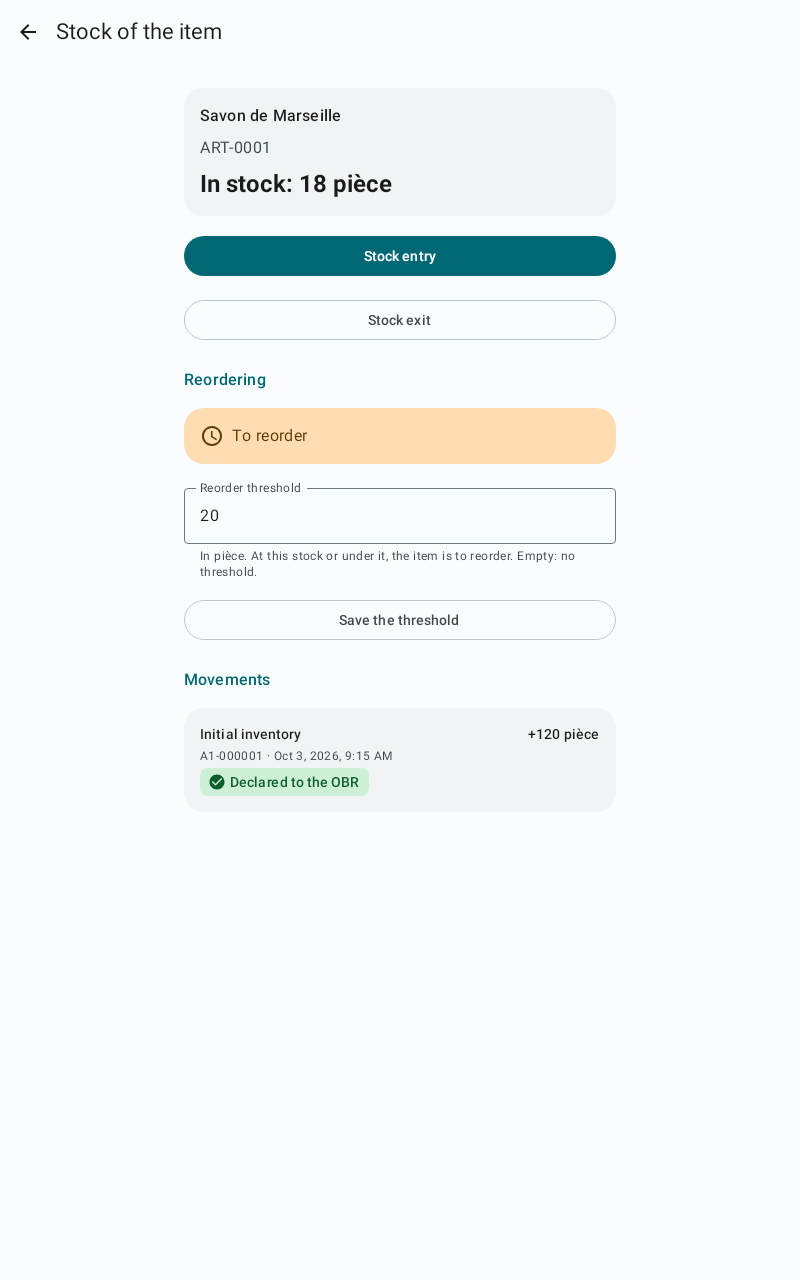 Stock of the item
Savon de Marseille
ART-0001
In stock: 18 pièce
Stock entry
Stock exit
Reordering
To reorder
Reorder threshold
20
In pièce. At this stock or under it, the item is to reorder. Empty: no
threshold.
Save the threshold
Movements
Initial inventory +120 pièce
A1-000001 · Oct 3, 2026, 9:15 AM
Declared to the OBR